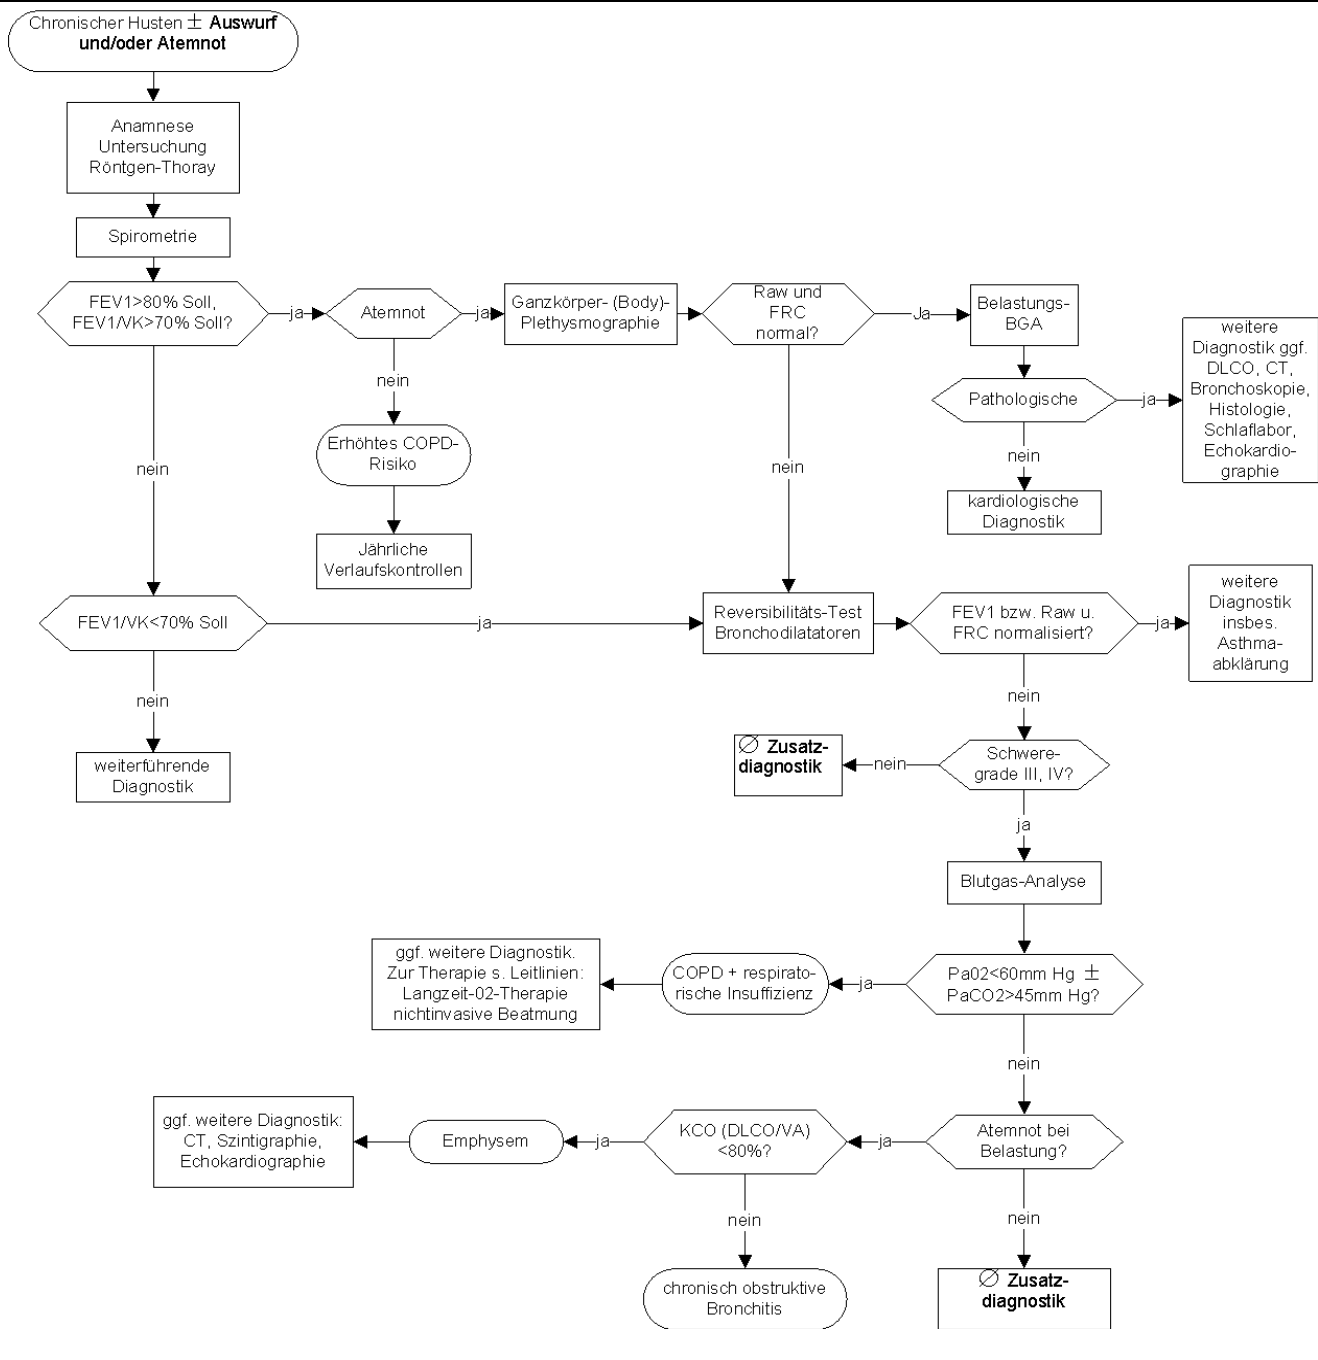 Chronischer Husten ± Auswurf
und/oder Atemnot
Anamnese
Untersuchung
Röntgen-Thoray
Spirometrie
FEV1>80% Soll,
FEV1/VK>70% Soll?
ja
Atemnot
ja
Ganzkörper- (Body)-
Plethysmographie
Raw und
FRC
normal?
Ja
Belastungs-
BGA
nein
Erhöhtes COPD-
Risiko
Jährliche
Verlaufskontrollen
Pathologische
ja
weitere
Diagnostik ggf.
DLCO, CT,
Bronchoskopie,
Histologie,
Schlaflabor,
Echokardio-
graphie
nein
kardiologische
Diagnostik
nein
nein
FEV1/VK<70% Soll
ja
Reversibilitäts-Test
Bronchodilatatoren
FEV1 bzw. Raw u.
FRC normalisiert?
ja
weitere
Diagnostik
insbes.
Asthma-
abklärung
nein
weiterführende
Diagnostik
nein
Schwere-
grade III, IV?
nein
∅ Zusatz-
diagnostik
ja
Blutgas-Analyse
Pa02<60mm Hg ±
PaCO2>45mm Hg?
ja
COPD + respirato-
rische Insuffizienz
ggf. weitere Diagnostik.
Zur Therapie s. Leitlinien:
Langzeit-02-Therapie
nichtinvasive Beatmung
nein
Atemnot bei
Belastung?
ja
KCO (DLCO/VA)
<80%?
ja
Emphysem
ggf. weitere Diagnostik:
CT, Szintigraphie,
Echokardiographie
nein
chronisch obstruktive
Bronchitis
nein
∅ Zusatz-
diagnostik